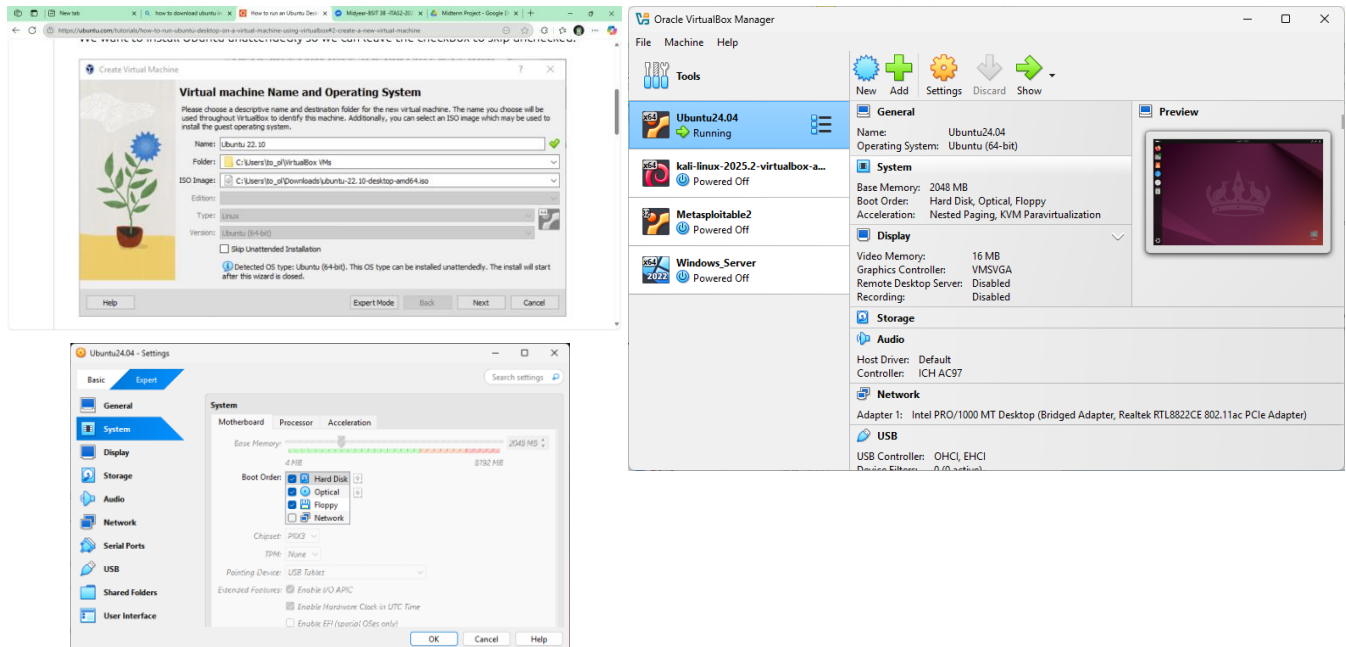 New tab
how to download ubuntu in
How to run an Ubuntu Deskt
Midyear-BSIT 3B -ITAS2-202
Midterm Project - Google D
https://ubuntu.com/tutorials/how-to-run-ubuntu-desktop-on-a-virtual-machine-using-virtualbox#2-create-a-new-virtual-machine
We want to install Ubuntu unattendedly so we can leave the checkbox to skip unchecked.
Create Virtual Machine
Virtual machine Name and Operating System
Please choose a descriptive name and destination folder for the new virtual machine. The name you choose will be
used throughout VirtualBox to identify this machine. Additionally, you can select an ISO image which may be used to
install the guest operating system.
Name: Ubuntu 22.10
Folder: C:\Users\to_ol\VirtualBox VMs
ISO Image: C:\Users\to_ol\Downloads\ubuntu-22.10-desktop-amd64.iso
Edition:
Type: Linux
Version: Ubuntu (64-bit)
Skip Unattended Installation
Detected OS type: Ubuntu (64-bit). This OS type can be installed unattendedly. The install will start
after this wizard is closed.
Help Expert Mode Back Next Cancel
Ubuntu24.04 - Settings
Basic Expert
Search settings
General
System
Display
Storage
Audio
Network
Serial Ports
USB
Shared Folders
User Interface
System
Motherboard Processor Acceleration
Base Memory: 2048 MB
4 MB 8792 MB
Boot Order: Hard Disk
Optical
Floppy
Network
Chipset: PIIX3
TPM: None
Pointing Device: USB Tablet
Extended Features: Enable I/O APIC
Enable Hardware Clock in UTC Time
Enable EFI (special OSes only)
OK Cancel Help
Oracle VirtualBox Manager
File Machine Help
Tools
New Add Settings Discard Show
x64 Ubuntu24.04
Running
x64 kali-linux-2025.2-virtualbox-a...
Powered Off
Metasploitable2
Powered Off
x64 2022 Windows_Server
Powered Off
General
Name: Ubuntu24.04
Operating System: Ubuntu (64-bit)
System
Base Memory: 2048 MB
Boot Order: Hard Disk, Optical, Floppy
Acceleration: Nested Paging, KVM Paravirtualization
Display
Video Memory: 16 MB
Graphics Controller: VMSVGA
Remote Desktop Server: Disabled
Recording: Disabled
Storage
Audio
Host Driver: Default
Controller: ICH AC97
Network
Adapter 1: Intel PRO/1000 MT Desktop (Bridged Adapter, Realtek RTL8822CE 802.11ac PCIe Adapter)
USB
USB Controller: OHCI, EHCI
Device Filters: 0 (0 active)
Preview